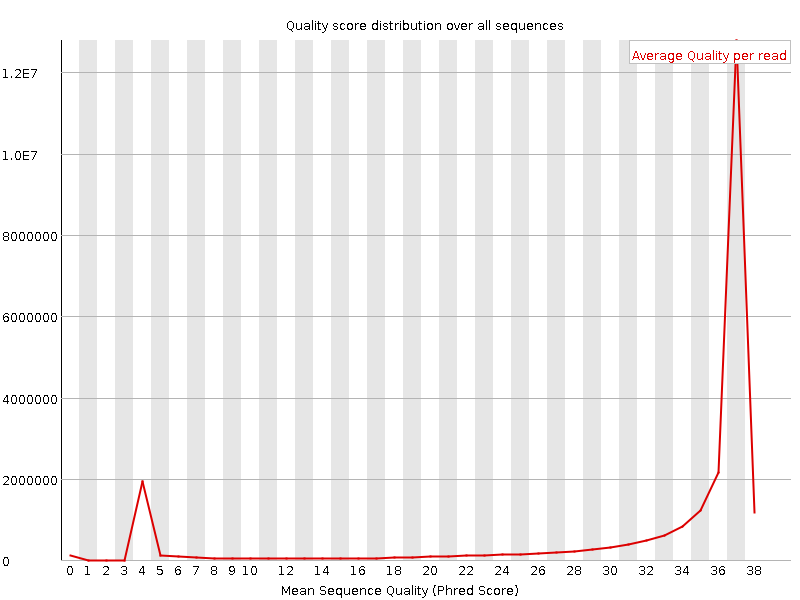 Quality score distribution over all sequences
Average Quality per read
1.2E7
1.0E7
8000000
6000000
4000000
2000000
0
0 1 2 3 4 5 6 7 8 9 10 11 12 14 16 18 20 22 24 26 28 30 32 34 36 38
Mean Sequence Quality (Phred Score)